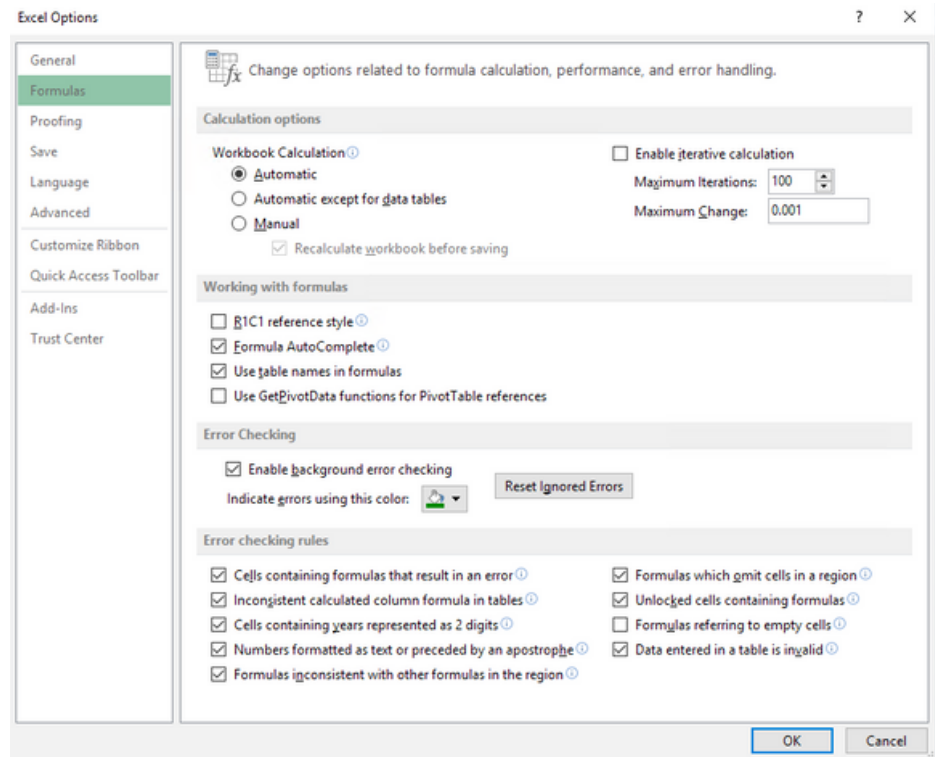 Excel Options
?
General
Formulas
Proofing
Save
Language
Advanced
Customize Ribbon
Quick Access Toolbar
Add-Ins
Trust Center
fx Change options related to formula calculation, performance, and error handling.
Calculation options
Workbook Calculation
Automatic
Automatic except for data tables
Manual
Recalculate workbook before saving
Enable iterative calculation
Maximum Iterations: 100
Maximum Change: 0.001
Working with formulas
R1C1 reference style
Formula AutoComplete
Use table names in formulas
Use GetPivotData functions for PivotTable references
Error Checking
Enable background error checking
Indicate errors using this color:
Reset Ignored Errors
Error checking rules
Cells containing formulas that result in an error
Inconsistent calculated column formula in tables
Cells containing years represented as 2 digits
Numbers formatted as text or preceded by an apostrophe
Formulas inconsistent with other formulas in the region
Formulas which omit cells in a region
Unlocked cells containing formulas
Formulas referring to empty cells
Data entered in a table is invalid
OK
Cancel